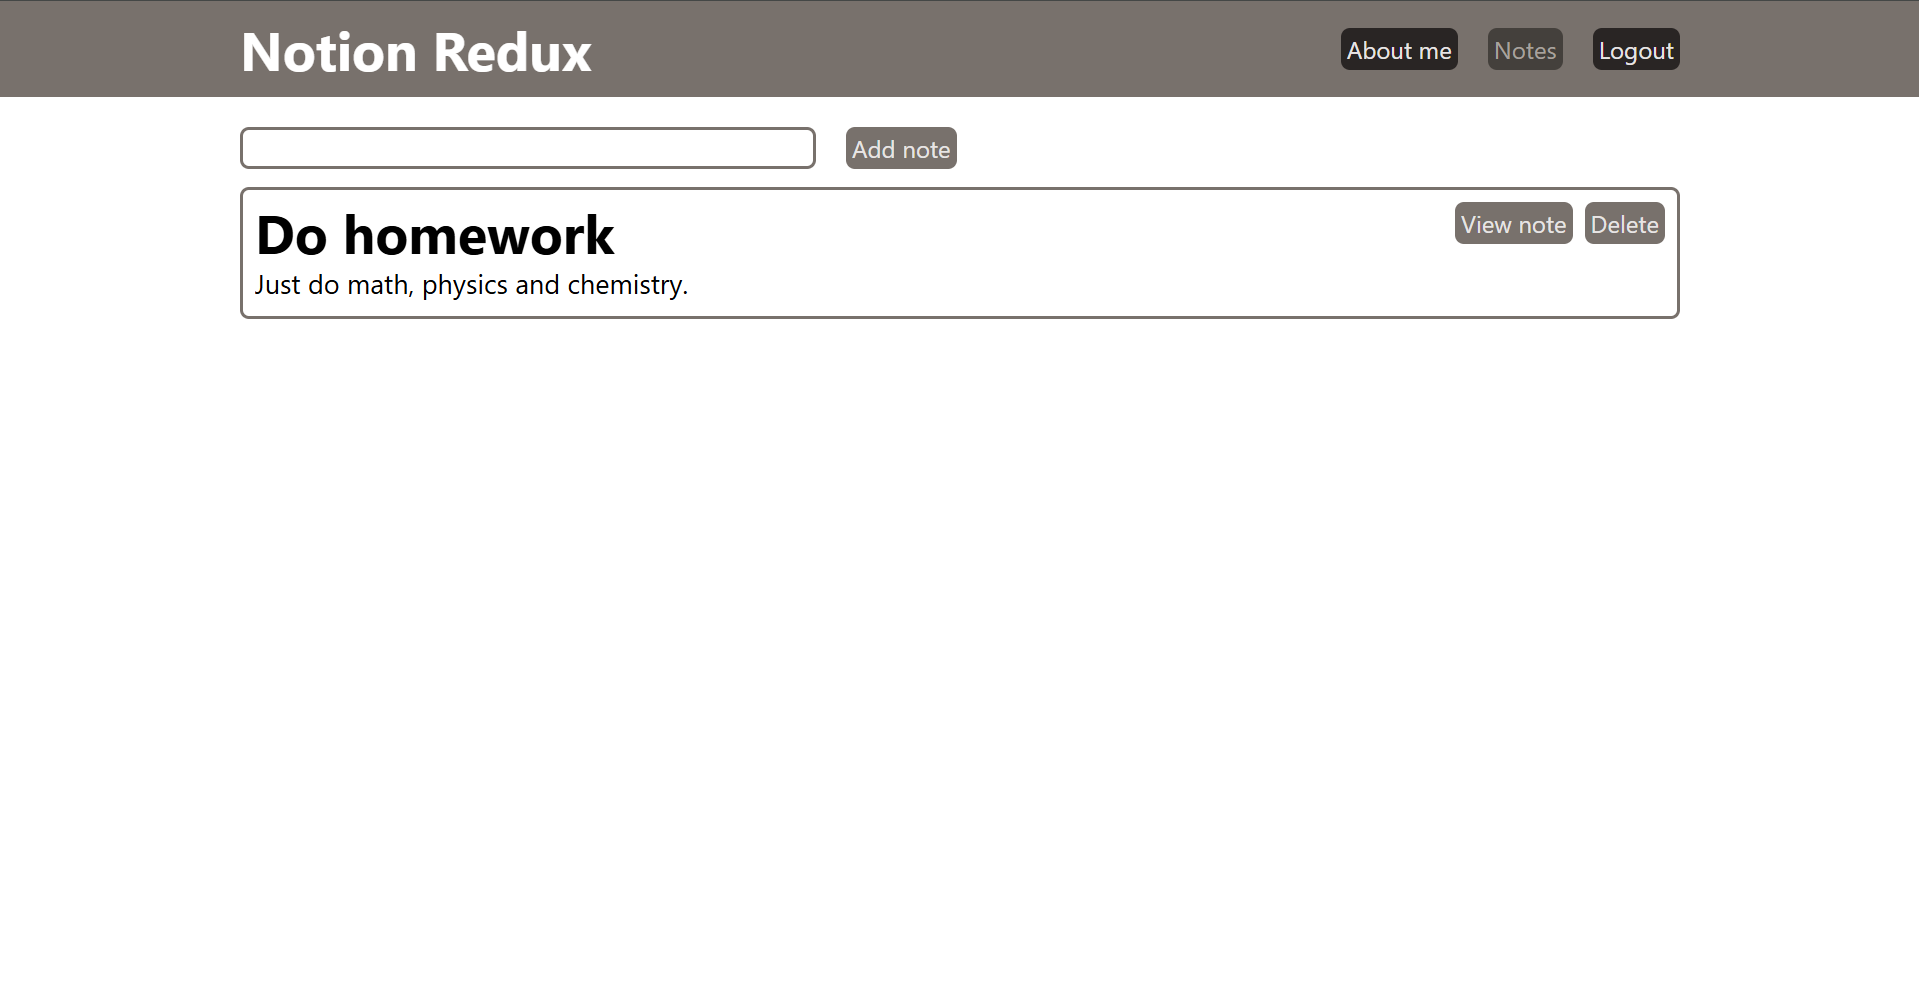 Notion Redux
About me
Notes
Logout
Add note
Do homework
View note
Delete
Just do math, physics and chemistry.